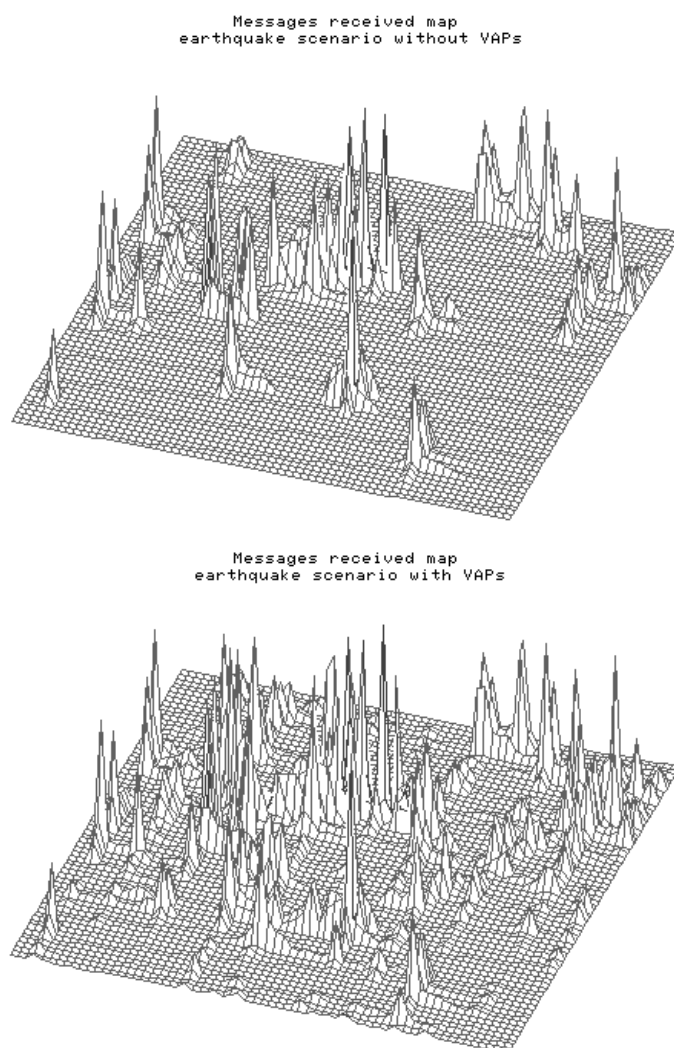 Messages received map
earthquake scenario without VAPs
Messages received map
earthquake scenario with VAPs